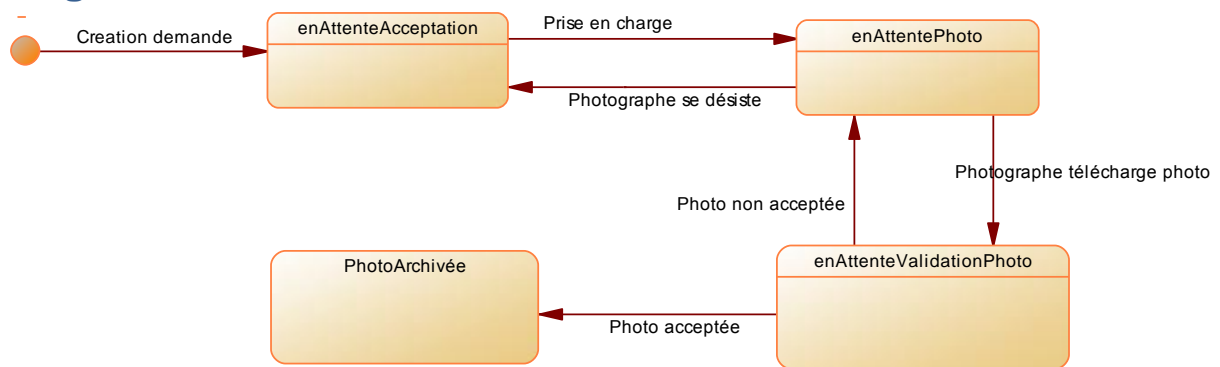 Creation demande
enAttenteAcceptation
Prise en charge
enAttentePhoto
Photographe se désiste
Photographe télécharge photo
Photo non acceptée
PhotoArchivée
enAttenteValidationPhoto
Photo acceptée